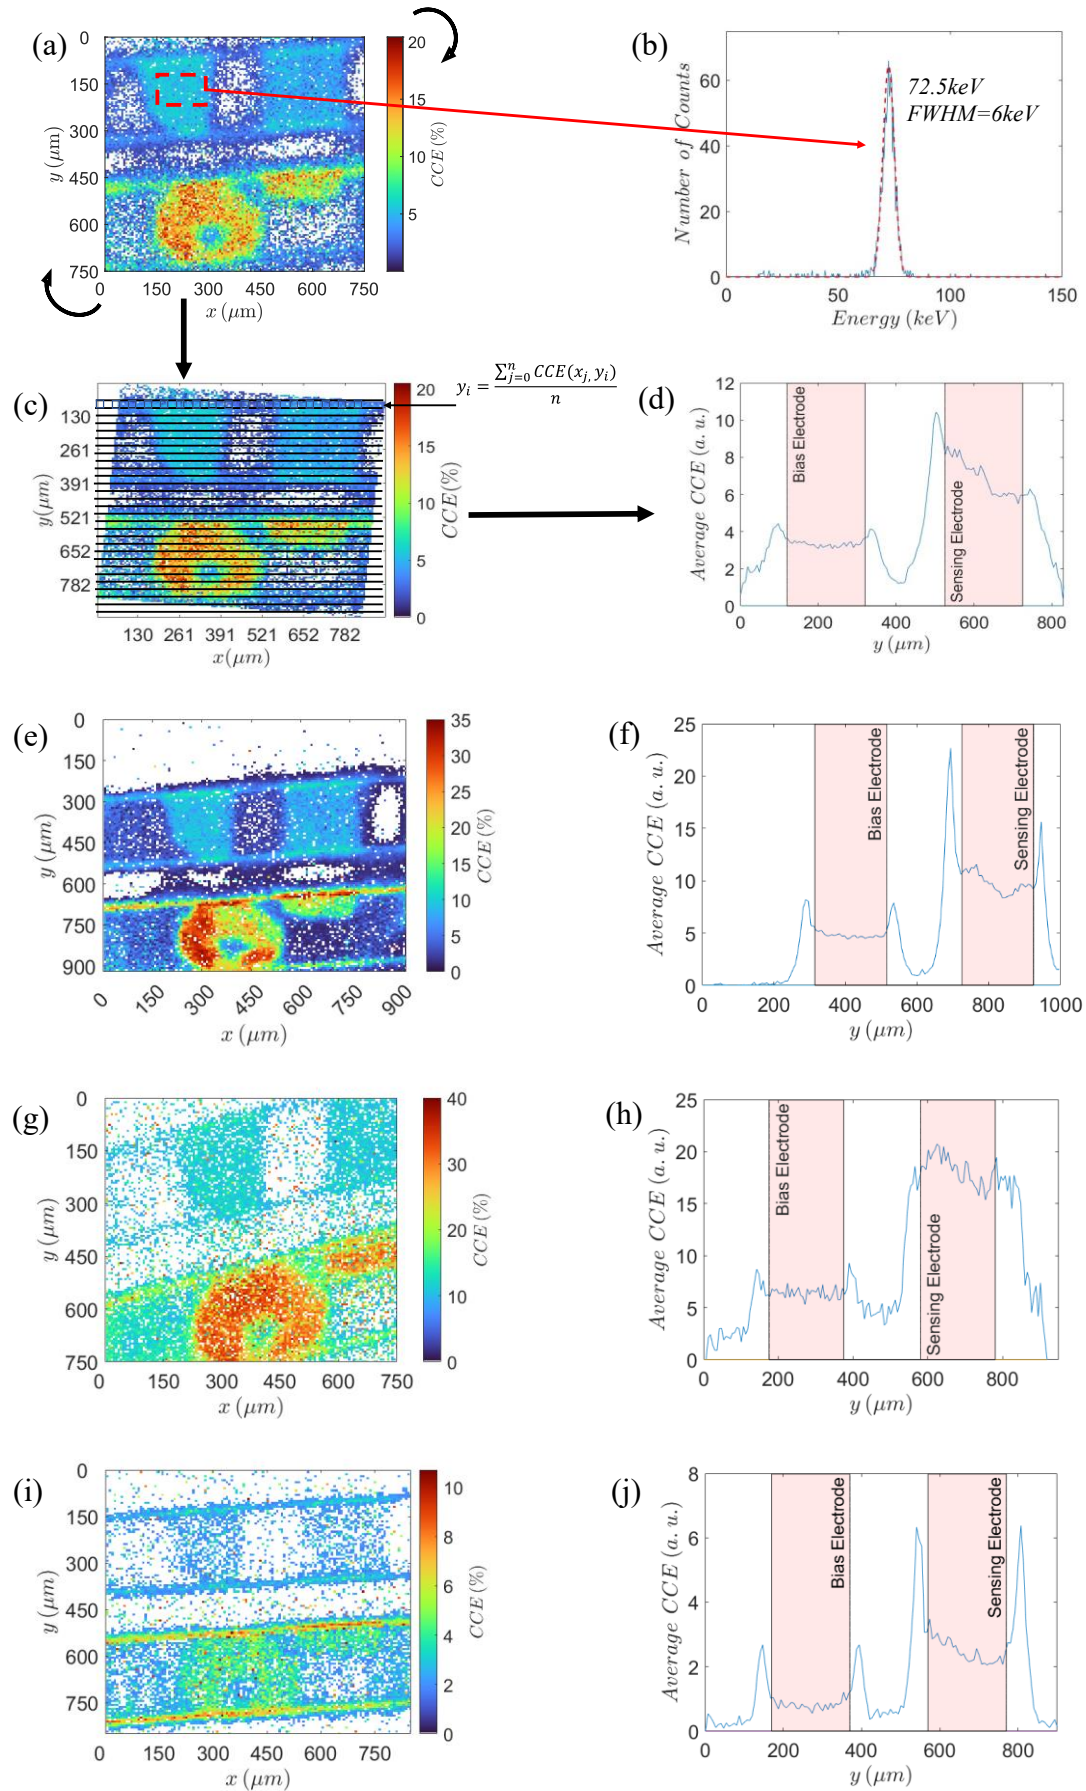 (a)
0
150
300
450
600
750
y (μm)
0 150 300 450 600 750
x (μm)
20
15
10
5
CCE (%)
(b)
60
40
20
0
Number of Counts
72.5keV
FWHM=6keV
0 50 100 150
Energy (keV)
(c)
130
261
391
521
652
782
y(μm)
130 261 391 521 652 782
x(μm)
20
15
10
5
0
CCE (%)
y_i = \frac{\sum_{j=0}^{n} CCE(x_j, y_i)}{n}
(d)
12
10
8
6
4
2
0
Average CCE (a. u.)
Bias Electrode
Sensing Electrode
0 200 400 600 800
y (μm)
(e)
0
150
300
450
600
750
900
y (μm)
0 150 300 450 600 750 900
x (μm)
35
30
25
20
15
10
5
0
CCE (%)
(f)
25
20
15
10
5
0
Average CCE (a. u.)
Bias Electrode
Sensing Electrode
0 200 400 600 800 1000
y (μm)
(g)
0
150
300
450
600
750
y (μm)
0 150 300 450 600 750
x (μm)
40
30
20
10
0
CCE (%)
(h)
25
20
15
10
5
0
Average CCE (a. u.)
Bias Electrode
Sensing Electrode
0 200 400 600 800
y (μm)
(i)
0
150
300
450
600
750
y (μm)
0 150 300 450 600 750
x (μm)
10
8
6
4
2
0
CCE (%)
(j)
8
6
4
2
0
Average CCE (a. u.)
Bias Electrode
Sensing Electrode
0 200 400 600 800
y (μm)